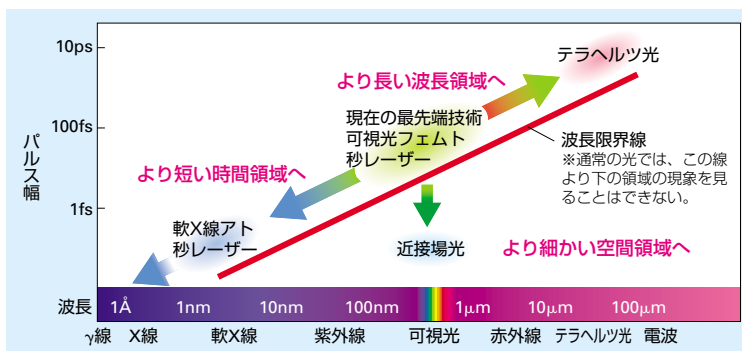 10ps
テラヘルツ光
より長い波長領域へ
現在の最先端技術
可視光フェムト
秒レーザー
100fs
パルス幅
波長限界線
※通常の光では、この線
より下の領域の現象を見
ることはできない。
より短い時間領域へ
1fs
軟X線アト
秒レーザー
近接場光
より細かい空間領域へ
波長 1Å 1nm 10nm 100nm 1μm 10μm 100μm
γ線 X線 軟X線 紫外線 可視光 赤外線 テラヘルツ光 電波